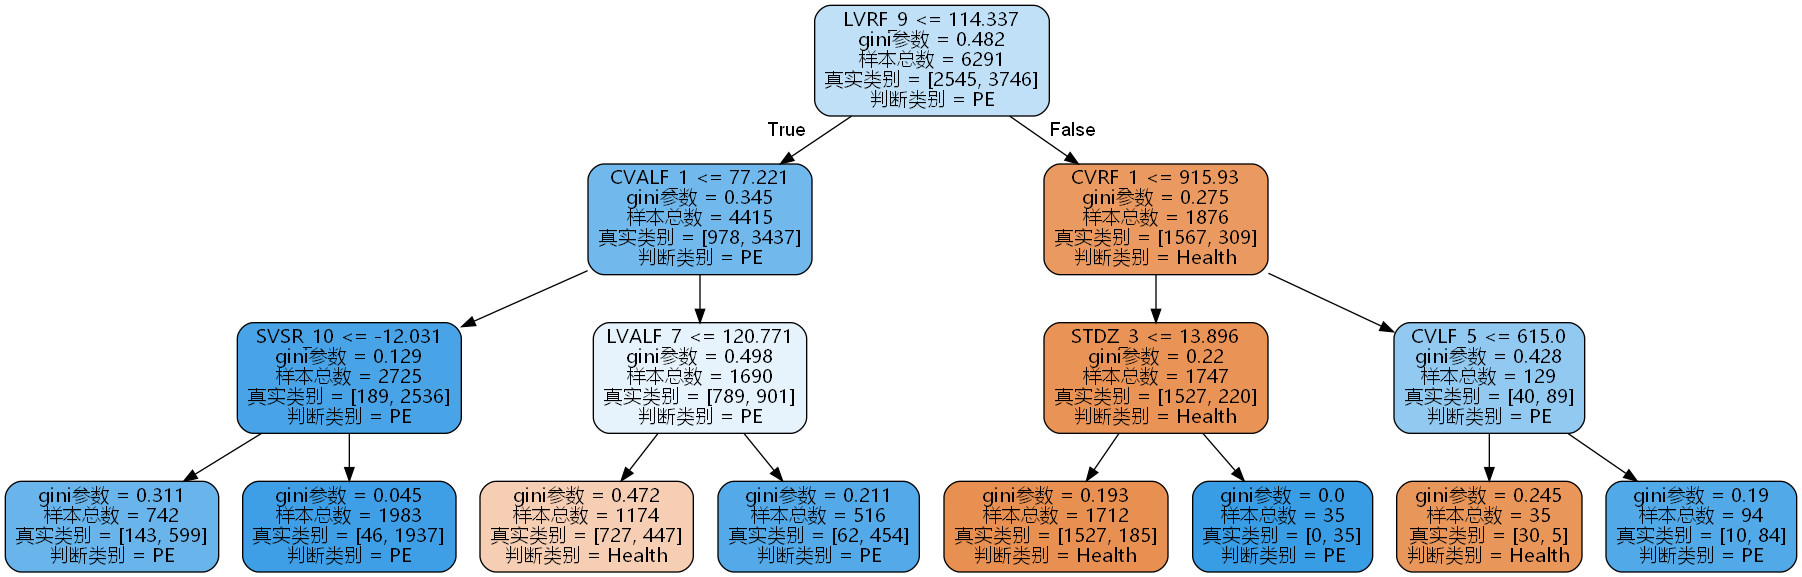 LVRF_9 <= 114.337
gini参数 = 0.482
样本总数 = 6291
真实类别 = [2545, 3746]
判断类别 = PE
True
False
CVALF_1 <= 77.221
gini参数 = 0.345
样本总数 = 4415
真实类别 = [978, 3437]
判断类别 = PE
CVRF_1 <= 915.93
gini参数 = 0.275
样本总数 = 1876
真实类别 = [1567, 309]
判断类别 = Health
SVSR_10 <= -12.031
gini参数 = 0.129
样本总数 = 2725
真实类别 = [189, 2536]
判断类别 = PE
LVALF_7 <= 120.771
gini参数 = 0.498
样本总数 = 1690
真实类别 = [789, 901]
判断类别 = PE
STDZ_3 <= 13.896
gini参数 = 0.22
样本总数 = 1747
真实类别 = [1527, 220]
判断类别 = Health
CVLF_5 <= 615.0
gini参数 = 0.428
样本总数 = 129
真实类别 = [40, 89]
判断类别 = PE
gini参数 = 0.311
样本总数 = 742
真实类别 = [143, 599]
判断类别 = PE
gini参数 = 0.045
样本总数 = 1983
真实类别 = [46, 1937]
判断类别 = PE
gini参数 = 0.472
样本总数 = 1174
真实类别 = [727, 447]
判断类别 = Health
gini参数 = 0.211
样本总数 = 516
真实类别 = [62, 454]
判断类别 = PE
gini参数 = 0.193
样本总数 = 1712
真实类别 = [1527, 185]
判断类别 = Health
gini参数 = 0.0
样本总数 = 35
真实类别 = [0, 35]
判断类别 = PE
gini参数 = 0.245
样本总数 = 35
真实类别 = [30, 5]
判断类别 = Health
gini参数 = 0.19
样本总数 = 94
真实类别 = [10, 84]
判断类别 = PE